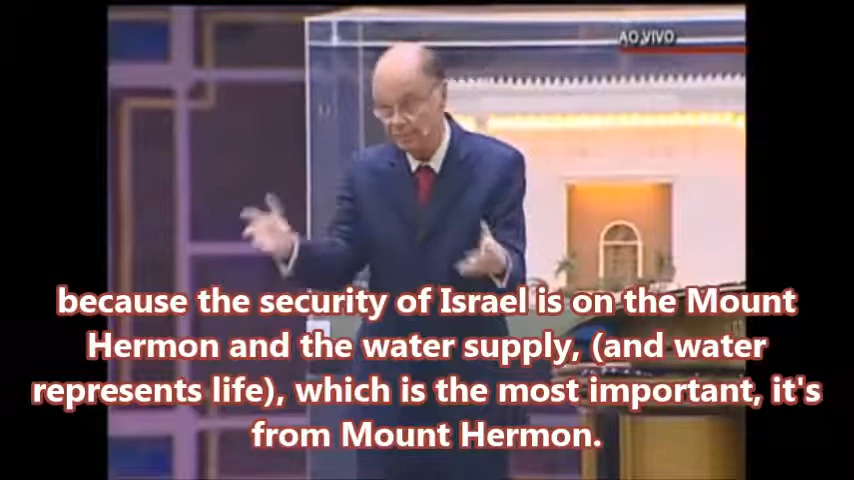 AO VIVO
because the security of Israel is on the Mount
Hermon and the water supply, (and water
represents life), which is the most important, it's
from Mount Hermon.